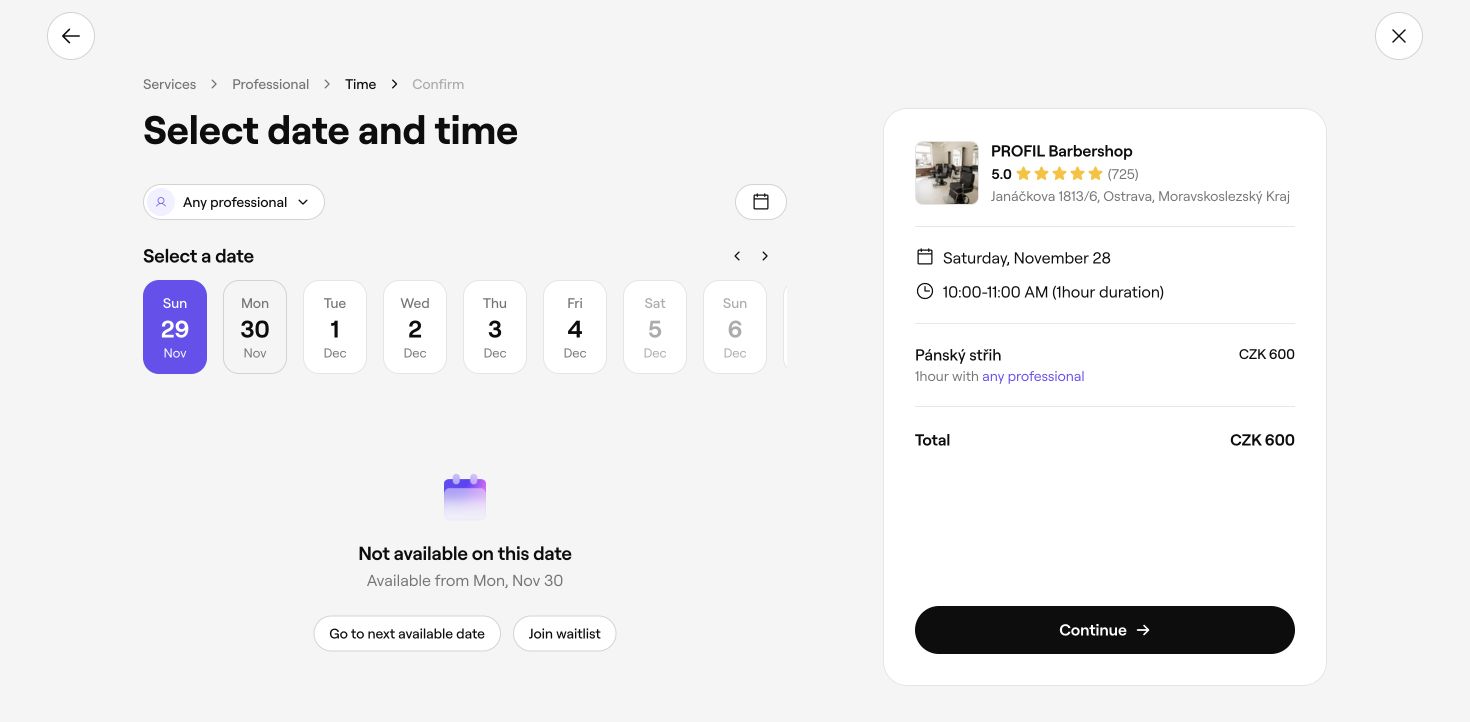 Services > Professional > Time > Confirm
Select date and time
Any professional
Select a date
Sun 29 Nov
Mon 30 Nov
Tue 1 Dec
Wed 2 Dec
Thu 3 Dec
Fri 4 Dec
Sat 5 Dec
Sun 6 Dec
Not available on this date
Available from Mon, Nov 30
Go to next available date
Join waitlist
PROFIL Barbershop
5.0 (725)
Janáčkova 1813/6, Ostrava, Moravskoslezský Kraj
Saturday, November 28
10:00-11:00 AM (1hour duration)
Pánský střih CZK 600
1hour with any professional
Total CZK 600
Continue →